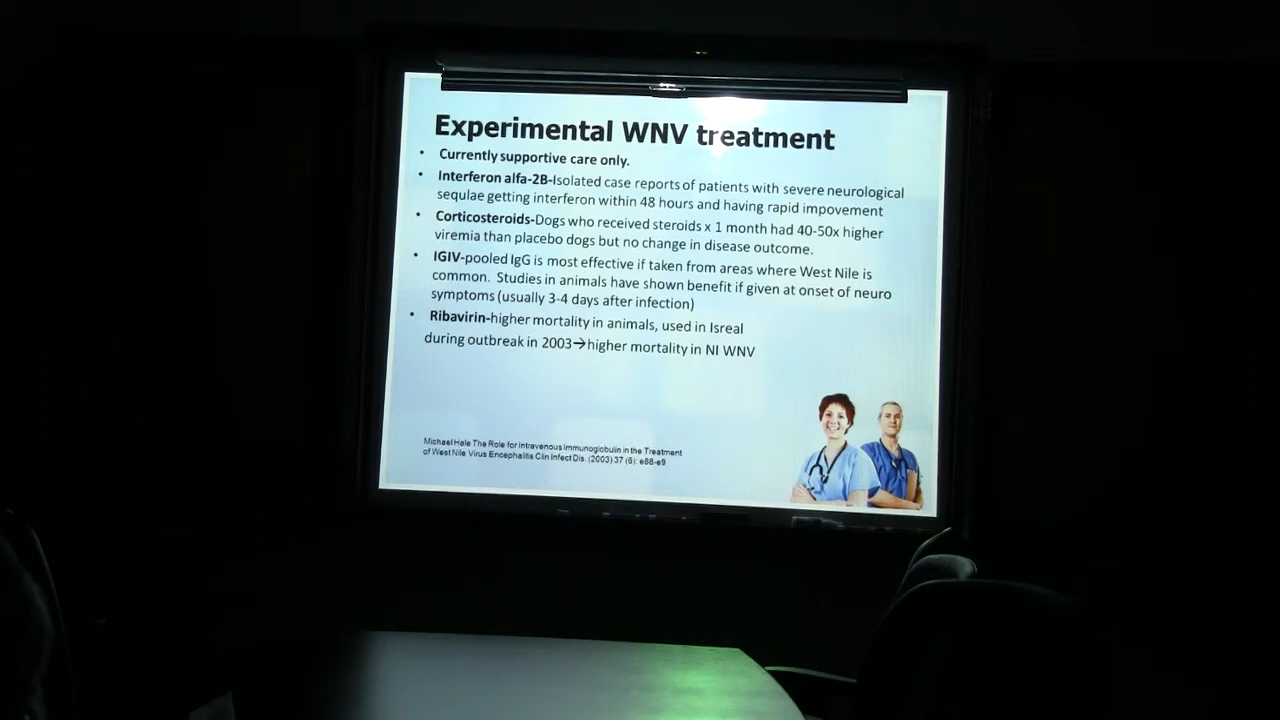 Experimental WNV treatment
• Currently supportive care only.
• Interferon alfa-2B-Isolated case reports of patients with severe neurological
sequlae getting interferon within 48 hours and having rapid impovement
• Corticosteroids-Dogs who received steroids x 1 month had 40-50x higher
viremia than placebo dogs but no change in disease outcome.
• IGIV-pooled IgG is most effective if taken from areas where West Nile is
common. Studies in animals have shown benefit if given at onset of neuro
symptoms (usually 3-4 days after infection)
• Ribavirin-higher mortality in animals, used in Isreal
during outbreak in 2003→higher mortality in NI WNV
Michael Hale The Role for Intravenous Immunoglobulin in the Treatment
of West Nile Virus Encephalitis Clin Infect Dis. (2003) 37 (6): e88-e9